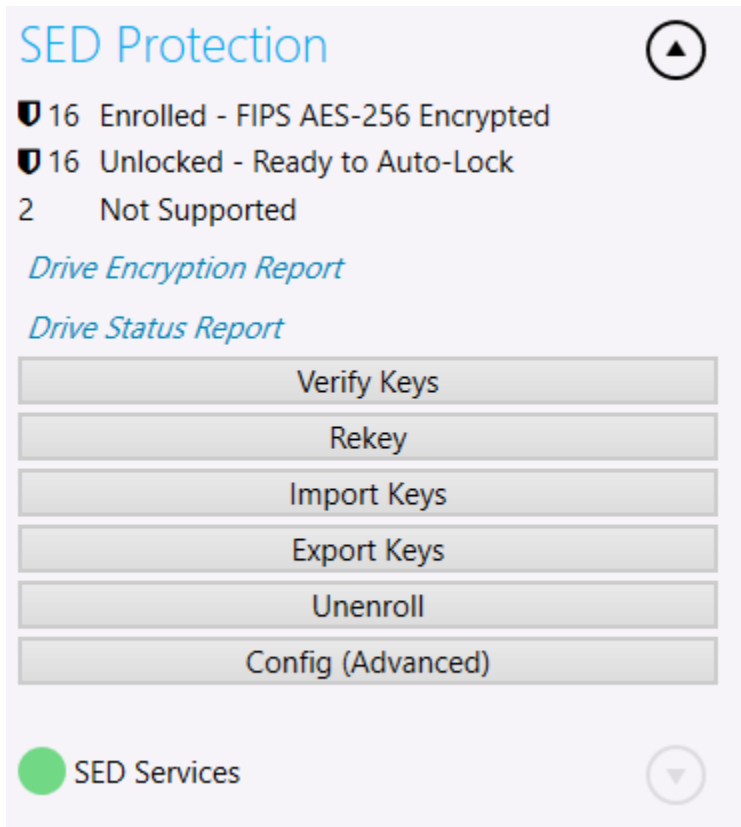 SED Protection
16 Enrolled - FIPS AES-256 Encrypted
16 Unlocked - Ready to Auto-Lock
2 Not Supported
Drive Encryption Report
Drive Status Report
Verify Keys
Rekey
Import Keys
Export Keys
Unenroll
Config (Advanced)
SED Services